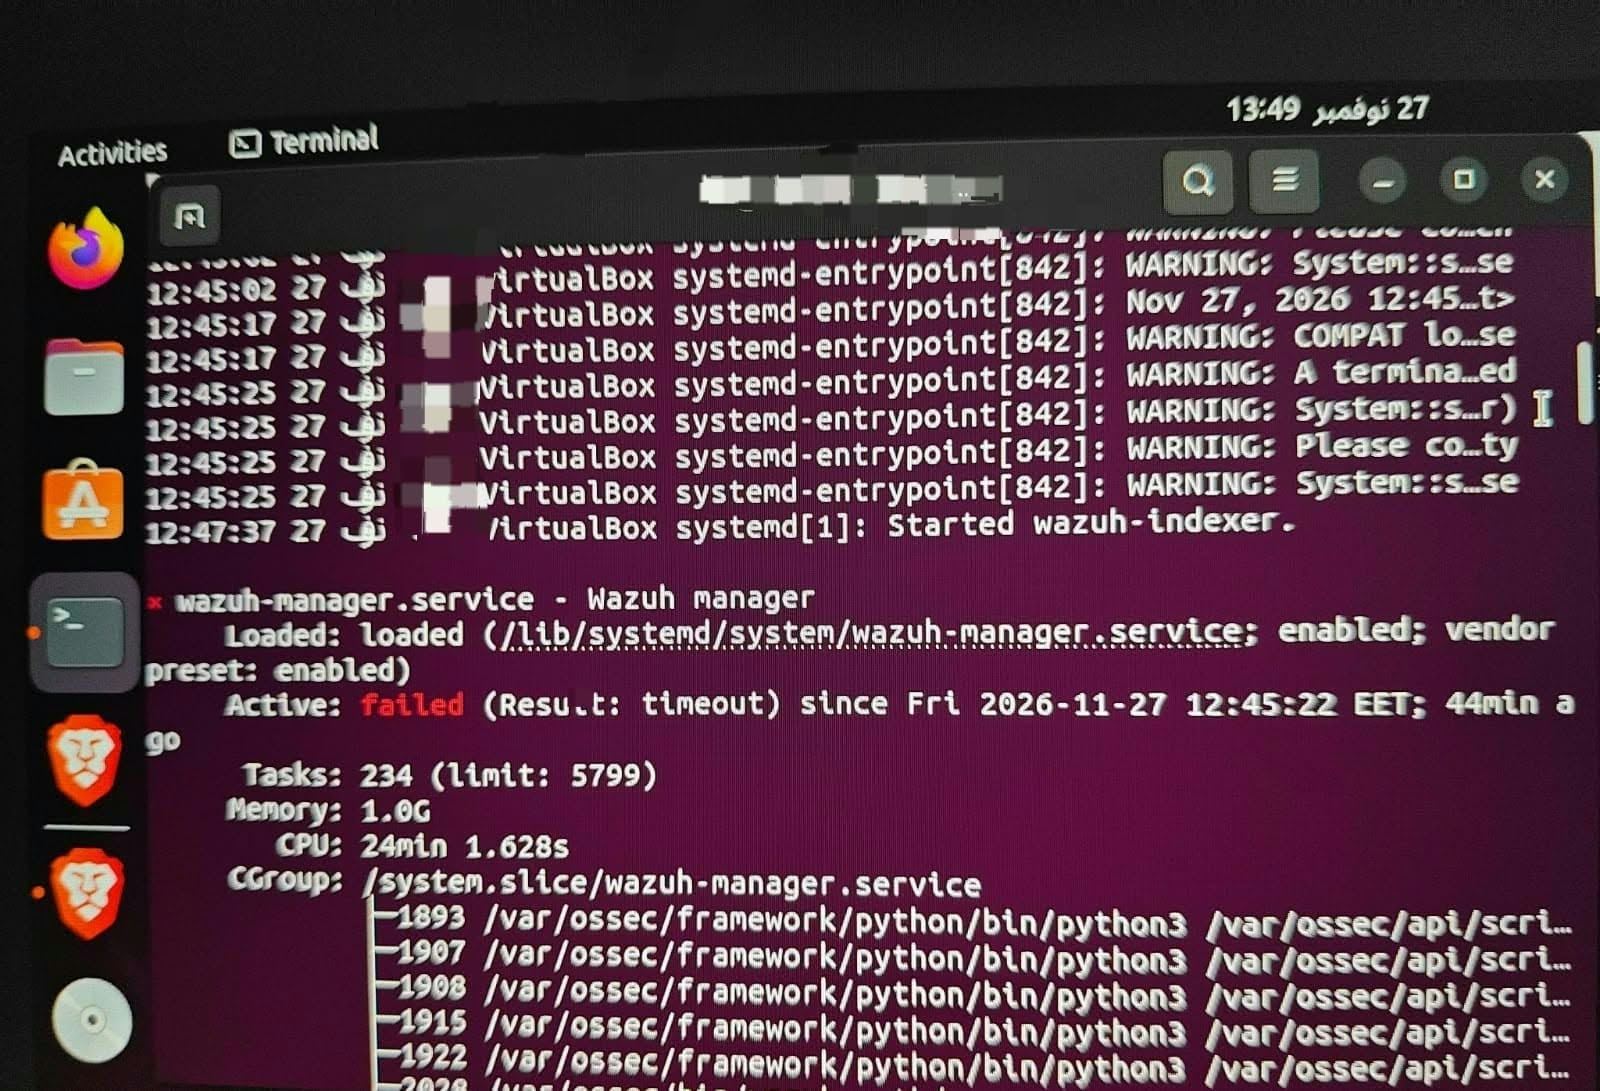 Activities
Terminal
27 نوفمبر 13:49
systemd-entrypoint[842]: WARNING: Please
12:45:02 27 نوف irtualBox systemd-entrypoint[842]: WARNING: System::s…se
12:45:17 27 نوف VirtualBox systemd-entrypoint[842]: Nov 27, 2026 12:45…t>
12:45:17 27 نوف VirtualBox systemd-entrypoint[842]: WARNING: COMPAT lo…se
12:45:25 27 نوف VirtualBox systemd-entrypoint[842]: WARNING: A termina…ed
12:45:25 27 نوف VirtualBox systemd-entrypoint[842]: WARNING: System::s…r)
12:45:25 27 نوف VirtualBox systemd-entrypoint[842]: WARNING: Please co…ty
12:45:25 27 نوف VirtualBox systemd-entrypoint[842]: WARNING: System::s…se
12:47:37 27 نوف VirtualBox systemd[1]: Started wazuh-indexer.
× wazuh-manager.service - Wazuh manager
Loaded: loaded (/lib/systemd/system/wazuh-manager.service; enabled; vendor
preset: enabled)
Active: failed (Result: timeout) since Fri 2026-11-27 12:45:22 EET; 44min a
go
Tasks: 234 (limit: 5799)
Memory: 1.0G
CPU: 24min 1.628s
CGroup: /system.slice/wazuh-manager.service
├─1893 /var/ossec/framework/python/bin/python3 /var/ossec/api/scri…
├─1907 /var/ossec/framework/python/bin/python3 /var/ossec/api/scri…
├─1908 /var/ossec/framework/python/bin/python3 /var/ossec/api/scri…
├─1915 /var/ossec/framework/python/bin/python3 /var/ossec/api/scri…
├─1922 /var/ossec/framework/python/bin/python3 /var/ossec/api/scri…